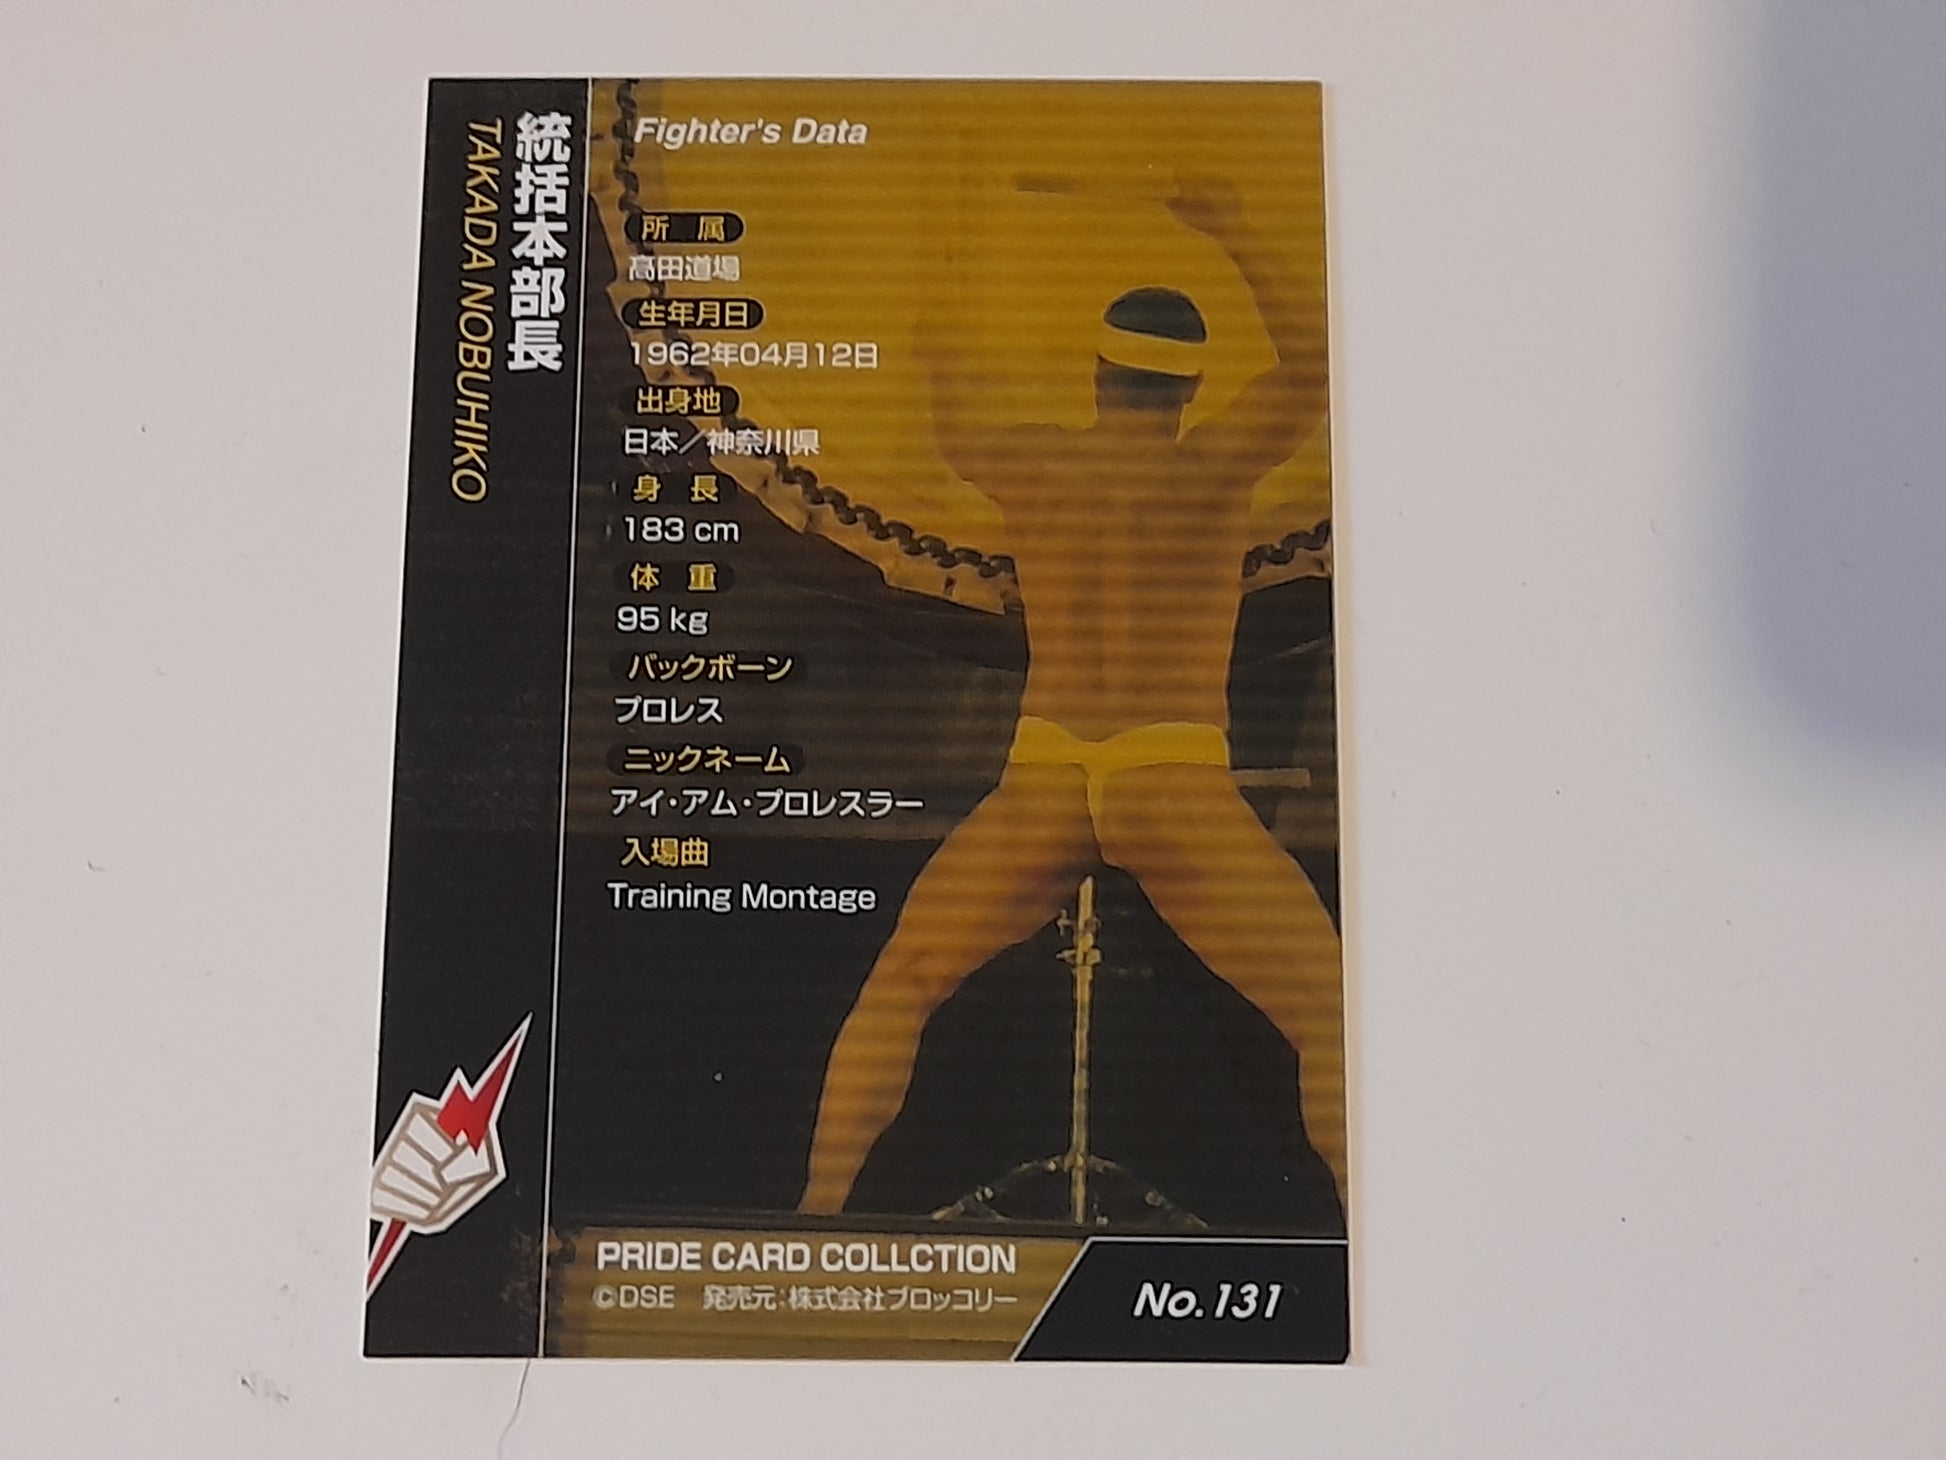 統括本部長
TAKADA NOBUHIKO
Fighter's Data
所 属
高田道場
生年月日
1962年04月12日
出身地
日本／神奈川県
身 長
183 cm
体 重
95 kg
バックボーン
プロレス
ニックネーム
アイ・アム・プロレスラー
入場曲
Training Montage
PRIDE CARD COLLCTION
©DSE 発売元:株式会社ブロッコリー
No.131